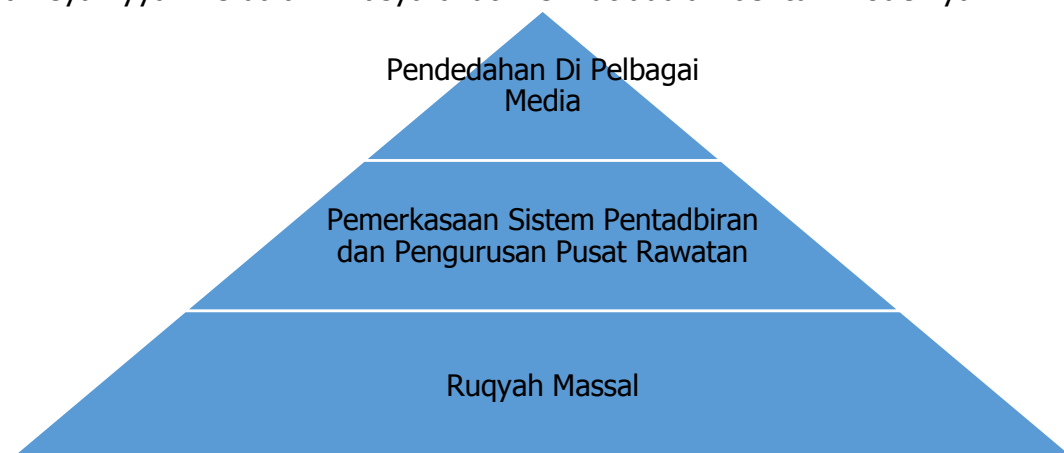 Pendedahan Di Pelbagai
Media
Pemerkasaan Sistem Pentadbiran
dan Pengurusan Pusat Rawatan
Ruqyah Massal